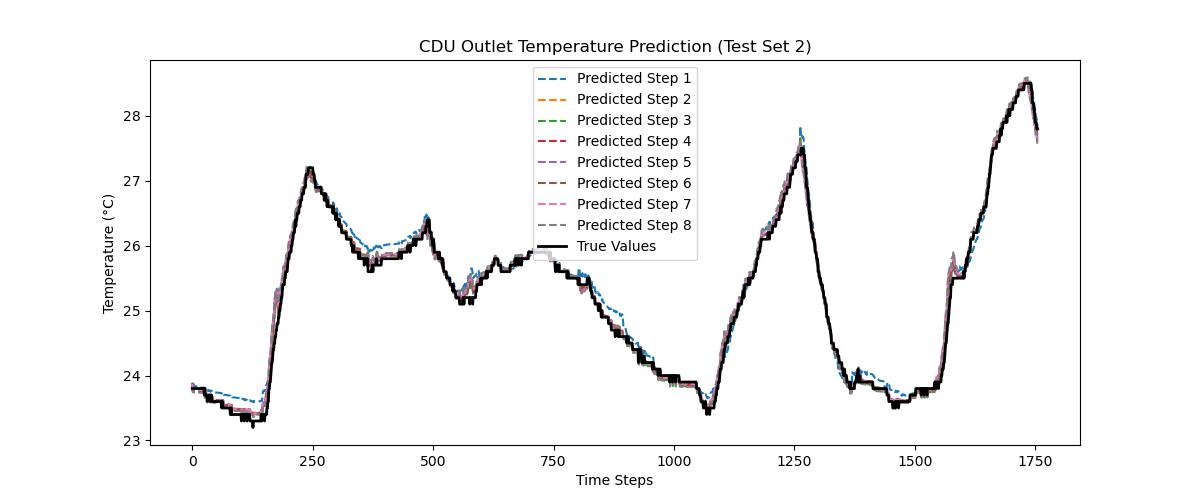 CDU Outlet Temperature Prediction (Test Set 2)
Predicted Step 1
Predicted Step 2
Predicted Step 3
Predicted Step 4
Predicted Step 5
Predicted Step 6
Predicted Step 7
Predicted Step 8
True Values
Temperature (°C)
28
27
26
25
24
23
0 250 500 750 1000 1250 1500 1750
Time Steps